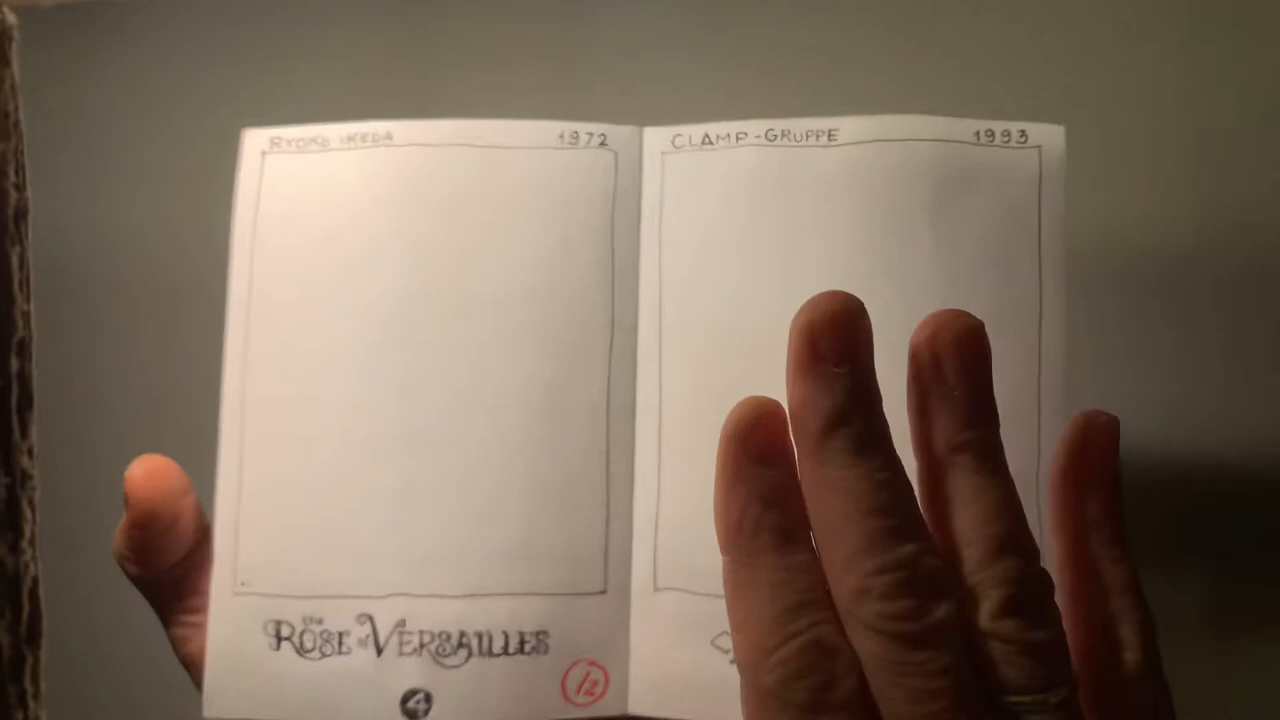 RYOKO IKEDA 1972
the
ROSE of VERSAILLES
12
4
CLAMP-GRUPPE 1993